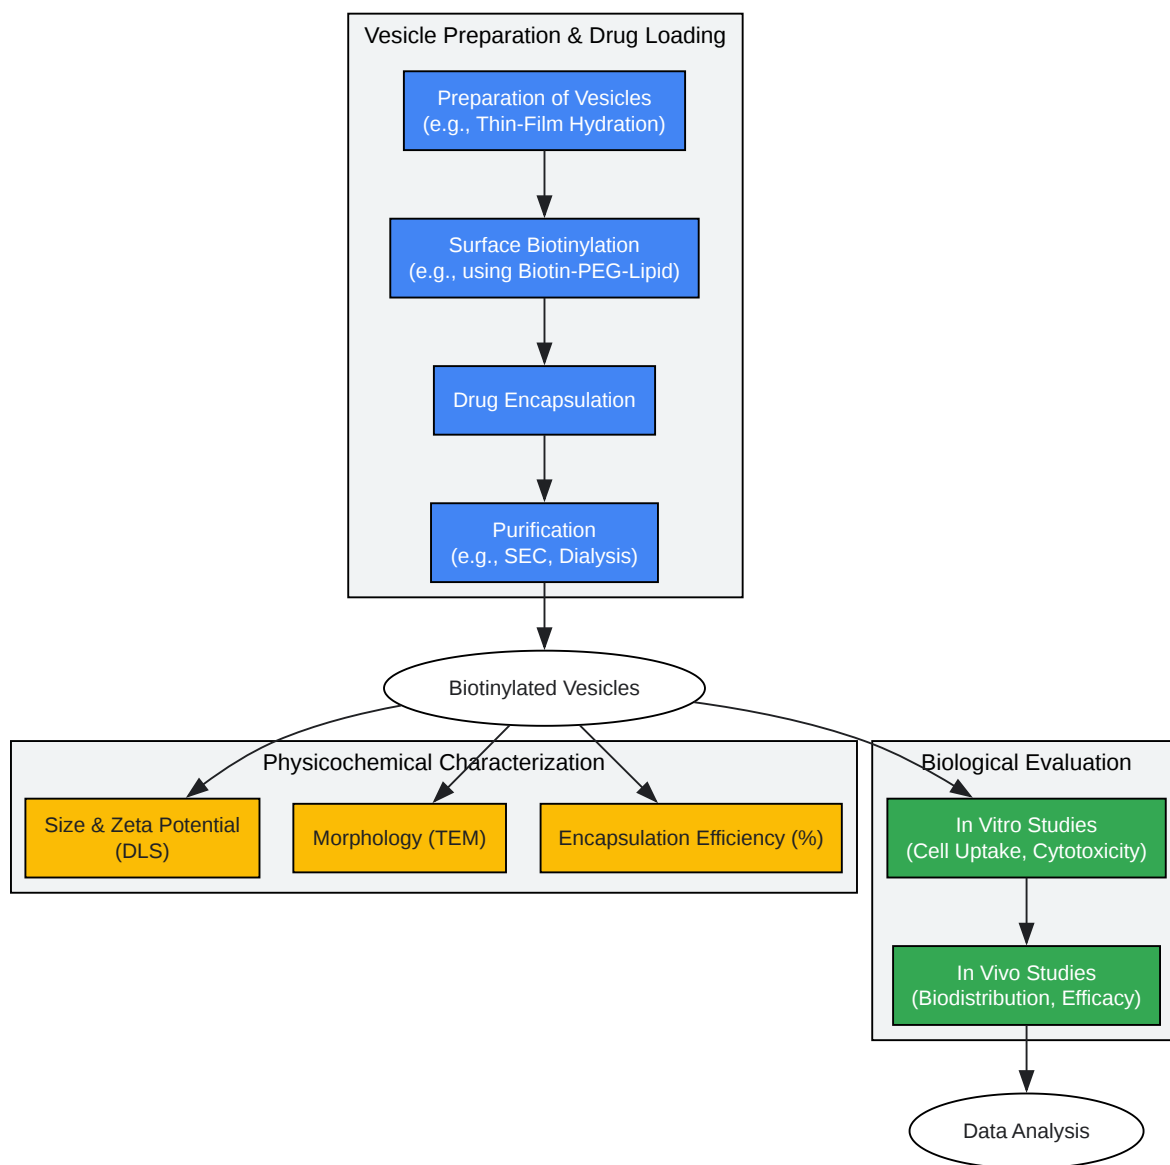 Vesicle Preparation & Drug Loading
Preparation of Vesicles
(e.g., Thin-Film Hydration)
Surface Biotinylation
(e.g., using Biotin-PEG-Lipid)
Drug Encapsulation
Purification
(e.g., SEC, Dialysis)
Biotinylated Vesicles
Physicochemical Characterization
Size & Zeta Potential
(DLS)
Morphology (TEM)
Encapsulation Efficiency (%)
Biological Evaluation
In Vitro Studies
(Cell Uptake, Cytotoxicity)
In Vivo Studies
(Biodistribution, Efficacy)
Data Analysis